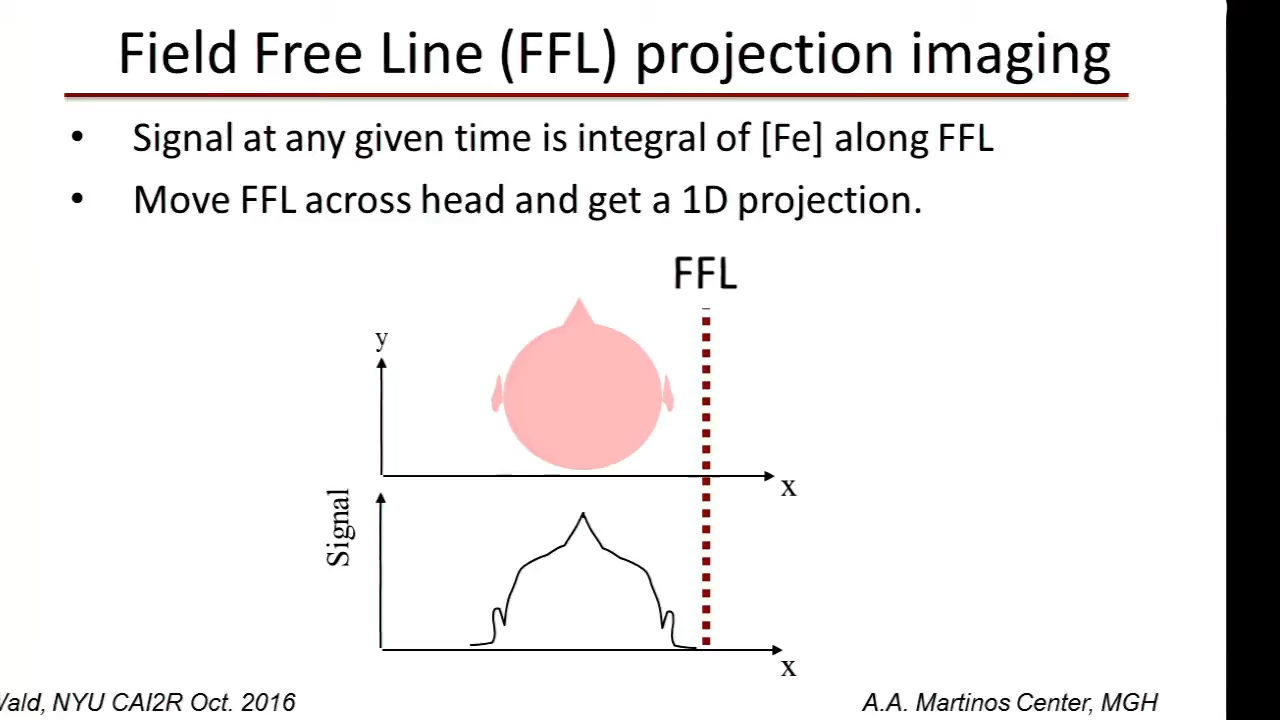 Field Free Line (FFL) projection imaging
• Signal at any given time is integral of [Fe] along FFL
• Move FFL across head and get a 1D projection.
FFL
y
x
Signal
x
NYU CAI2R Oct. 2016
A.A. Martinos Center, MGH